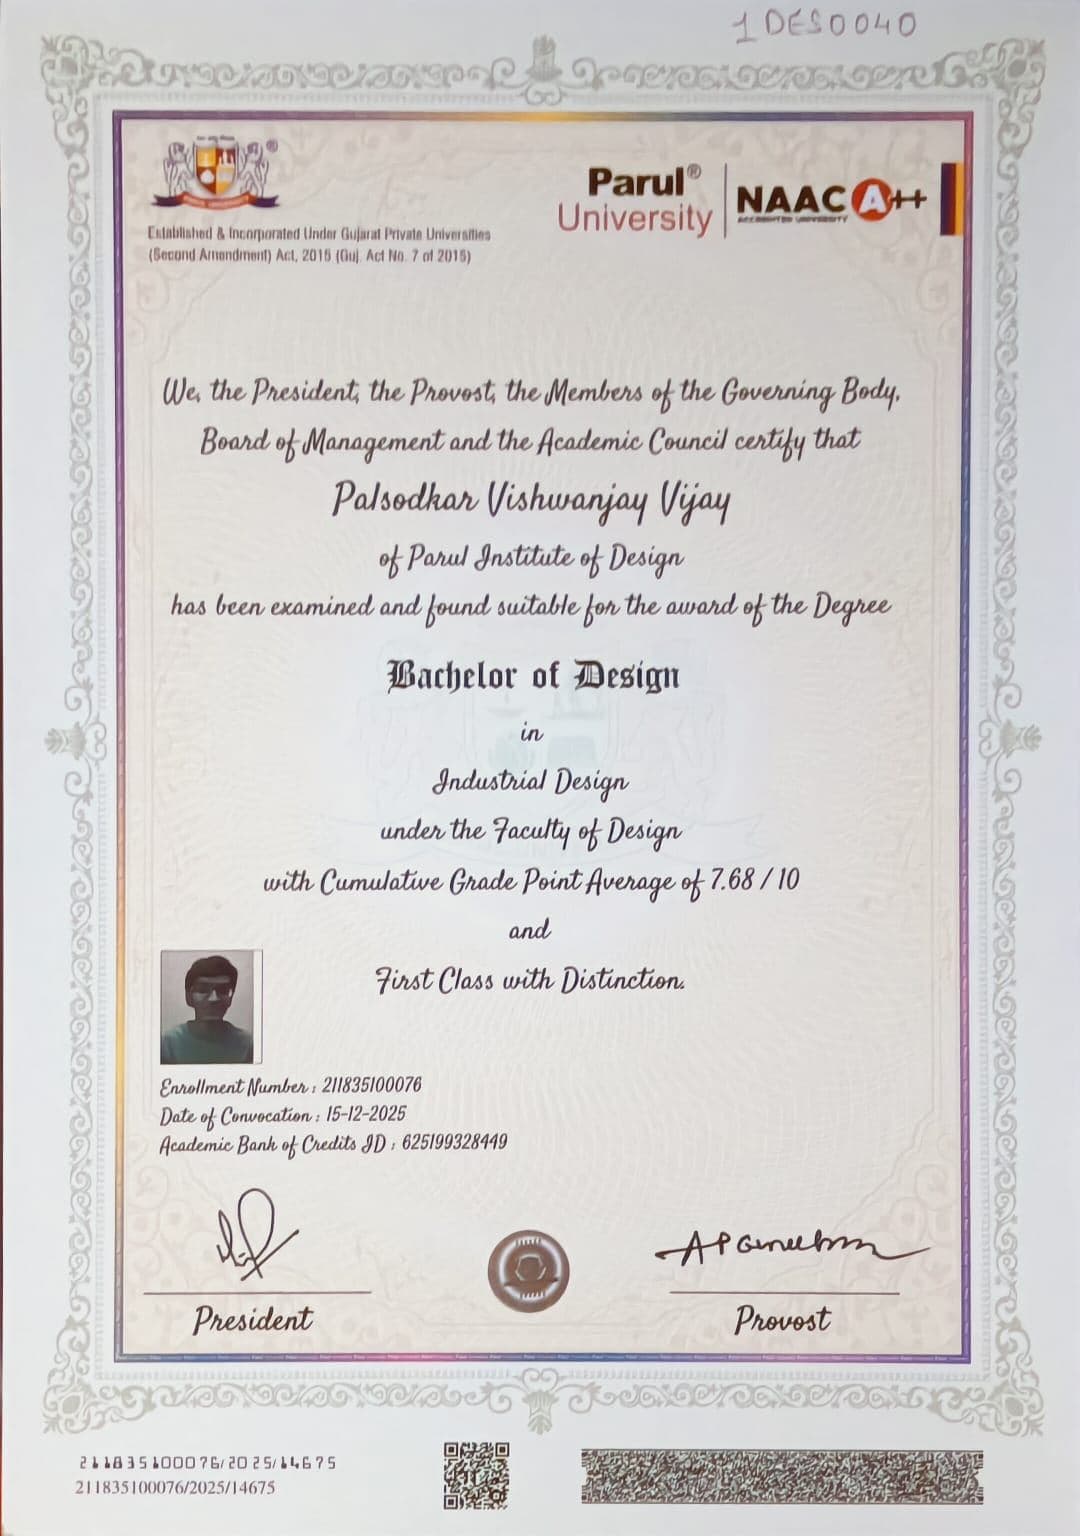 1DES0040
Established & Incorporated Under Gujarat Private Universities
(Second Amendment) Act, 2015 (Guj. Act No. 7 of 2015)
Parul®
University
NAAC A++
ACCREDITED UNIVERSITY
We, the President, the Provost, the Members of the Governing Body,
Board of Management and the Academic Council certify that
Palsodkar Vishwanjay Vijay
of Parul Institute of Design
has been examined and found suitable for the award of the Degree
Bachelor of Design
in
Industrial Design
under the Faculty of Design
with Cumulative Grade Point Average of 7.68 / 10
and
First Class with Distinction.
Enrollment Number : 211835100076
Date of Convocation : 15-12-2025
Academic Bank of Credits ID : 625199328449
President
Provost
211835100076/2025/14675
211835100076/2025/14675